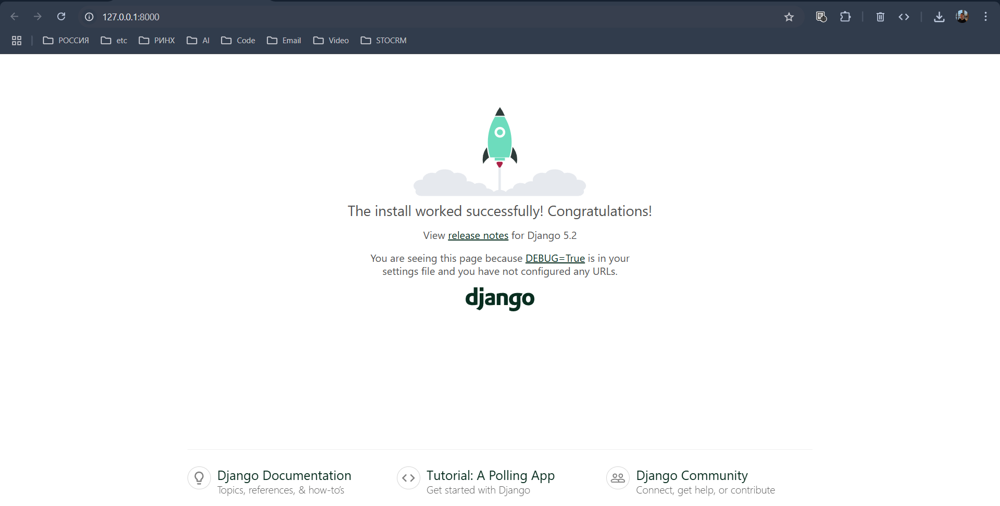 127.0.0.1:8000
РОССИЯ etc РИНХ AI Code Email Video STOCRM
The install worked successfully! Congratulations!
View release notes for Django 5.2
You are seeing this page because DEBUG=True is in your
settings file and you have not configured any URLs.
django
Django Documentation
Topics, references, & how-to’s
Tutorial: A Polling App
Get started with Django
Django Community
Connect, get help, or contribute